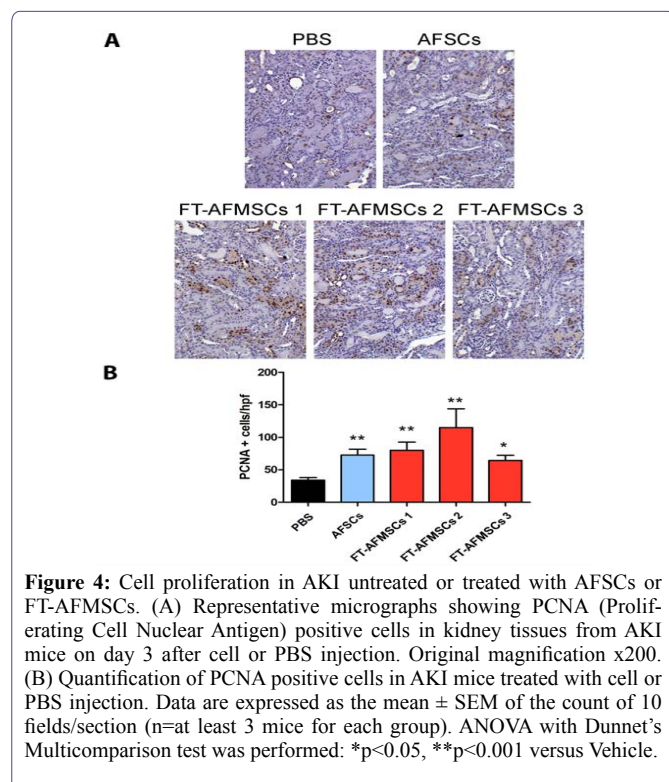 A
PBS
AFSCs
FT-AFMSCs 1
FT-AFMSCs 2
FT-AFMSCs 3
B
PCNA + cells/hpf
200
150
100
50
0
**
**
**
*
PBS
AFSCs
FT-AFMSCs 1
FT-AFMSCs 2
FT-AFMSCs 3
Figure 4: Cell proliferation in AKI untreated or treated with AFSCs or
FT-AFMSCs. (A) Representative micrographs showing PCNA (Prolif-
erating Cell Nuclear Antigen) positive cells in kidney tissues from AKI
mice on day 3 after cell or PBS injection. Original magnification x200.
(B) Quantification of PCNA positive cells in AKI mice treated with cell or
PBS injection. Data are expressed as the mean ± SEM of the count of 10
fields/section (n=at least 3 mice for each group). ANOVA with Dunnet’s
Multicomparison test was performed: *p<0.05, **p<0.001 versus Vehicle.